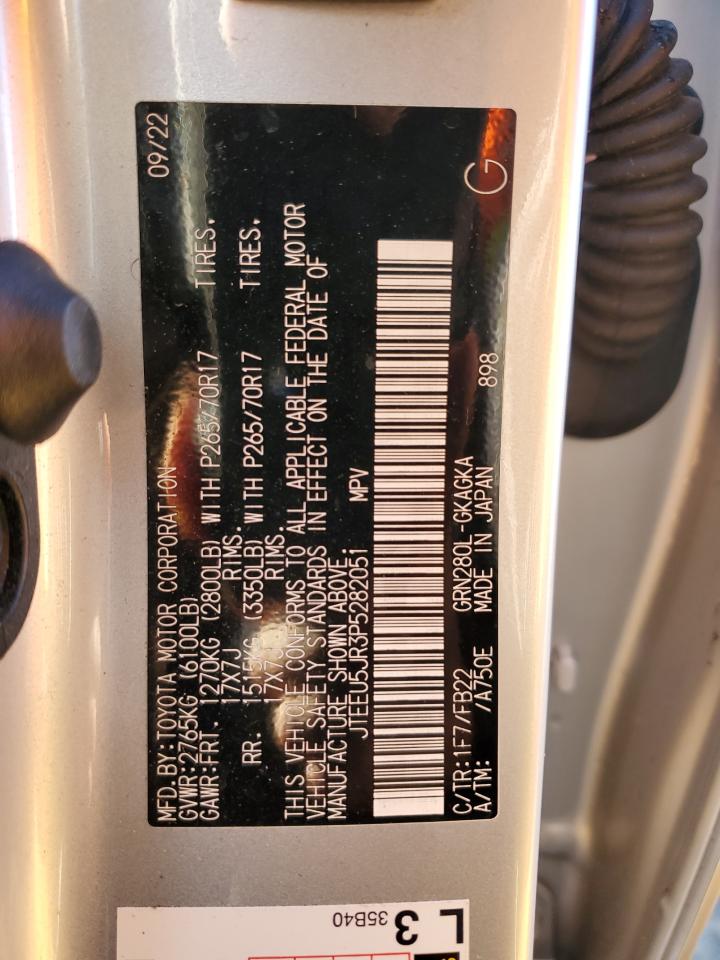 MFD.BY:TOYOTA MOTOR CORPORATION 09/22
GVWR:2765KG (6100LB)
GAWR:FRT. 1270KG (2800LB) WITH P265/70R17 TIRES,
17X7J RIMS.
RR. 1515KG (3350LB) WITH P265/70R17 TIRES,
17X7J RIMS.
THIS VEHICLE CONFORMS TO ALL APPLICABLE FEDERAL MOTOR
VEHICLE SAFETY STANDARDS IN EFFECT ON THE DATE OF
MANUFACTURE SHOWN ABOVE.
JTEEU5JR3P5282051 MPV
C/TR:1F7/FB22 GRN280L-GKAGKA
A/TM: /A750E MADE IN JAPAN 898 G
L3
35B40